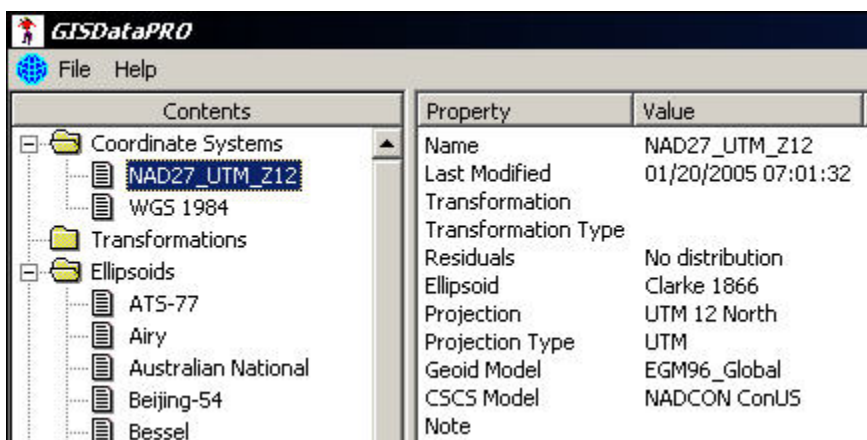 GISDataPRO
File Help
Contents
Coordinate Systems
NAD27_UTM_Z12
WGS 1984
Transformations
Ellipsoids
ATS-77
Airy
Australian National
Beijing-54
Bessel
Property Value
Name NAD27_UTM_Z12
Last Modified 01/20/2005 07:01:32
Transformation
Transformation Type
Residuals No distribution
Ellipsoid Clarke 1866
Projection UTM 12 North
Projection Type UTM
Geoid Model EGM96_Global
CSCS Model NADCON ConUS
Note